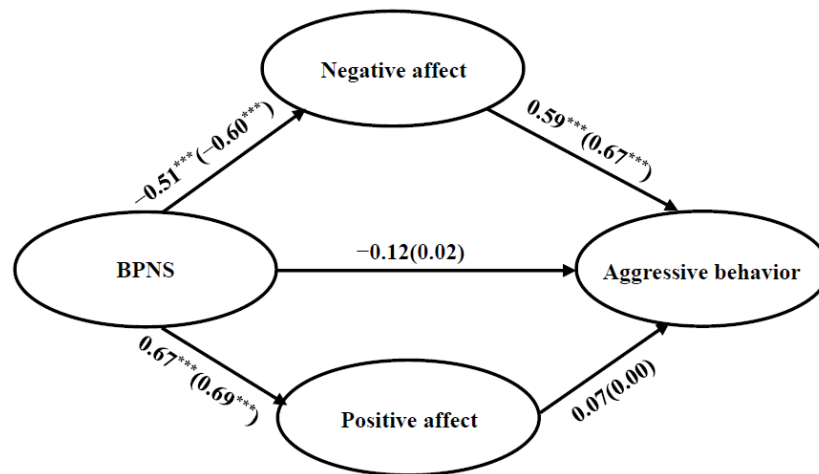 Negative affect
−0.51***(−0.60***)
0.59***(0.67***)
BPNS
−0.12(0.02)
Aggressive behavior
0.67***(0.69***)
0.07(0.00)
Positive affect